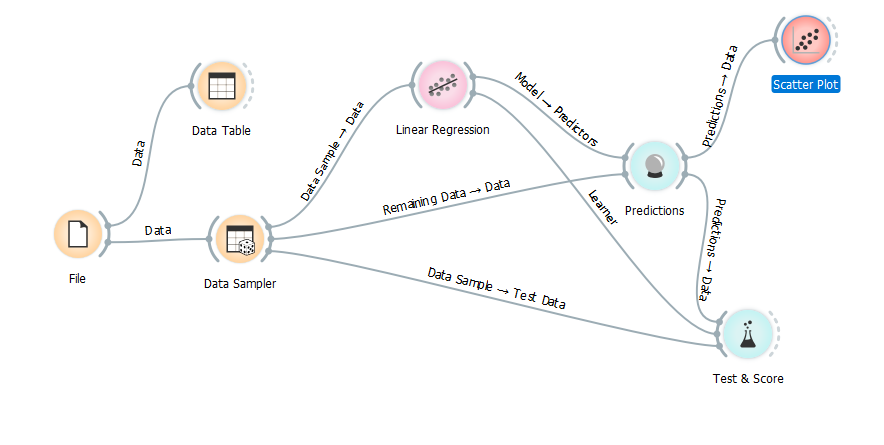 Scatter Plot
Data Table
Linear Regression
Data
Data Sample → Data
Model → Predictors
Predictions → Data
Remaining Data → Data
Predictions
Learner
Data
File
Data Sampler
Data Sample → Test Data
Predictions → Data
Test & Score